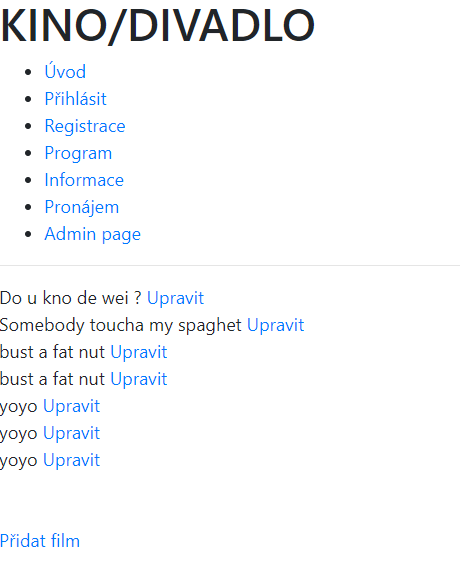 KINO/DIVADLO
Úvod
Přihlásit
Registrace
Program
Informace
Pronájem
Admin page
Do u kno de wei ? Upravit
Somebody toucha my spaghet Upravit
bust a fat nut Upravit
bust a fat nut Upravit
yoyo Upravit
yoyo Upravit
yoyo Upravit
Přidat film